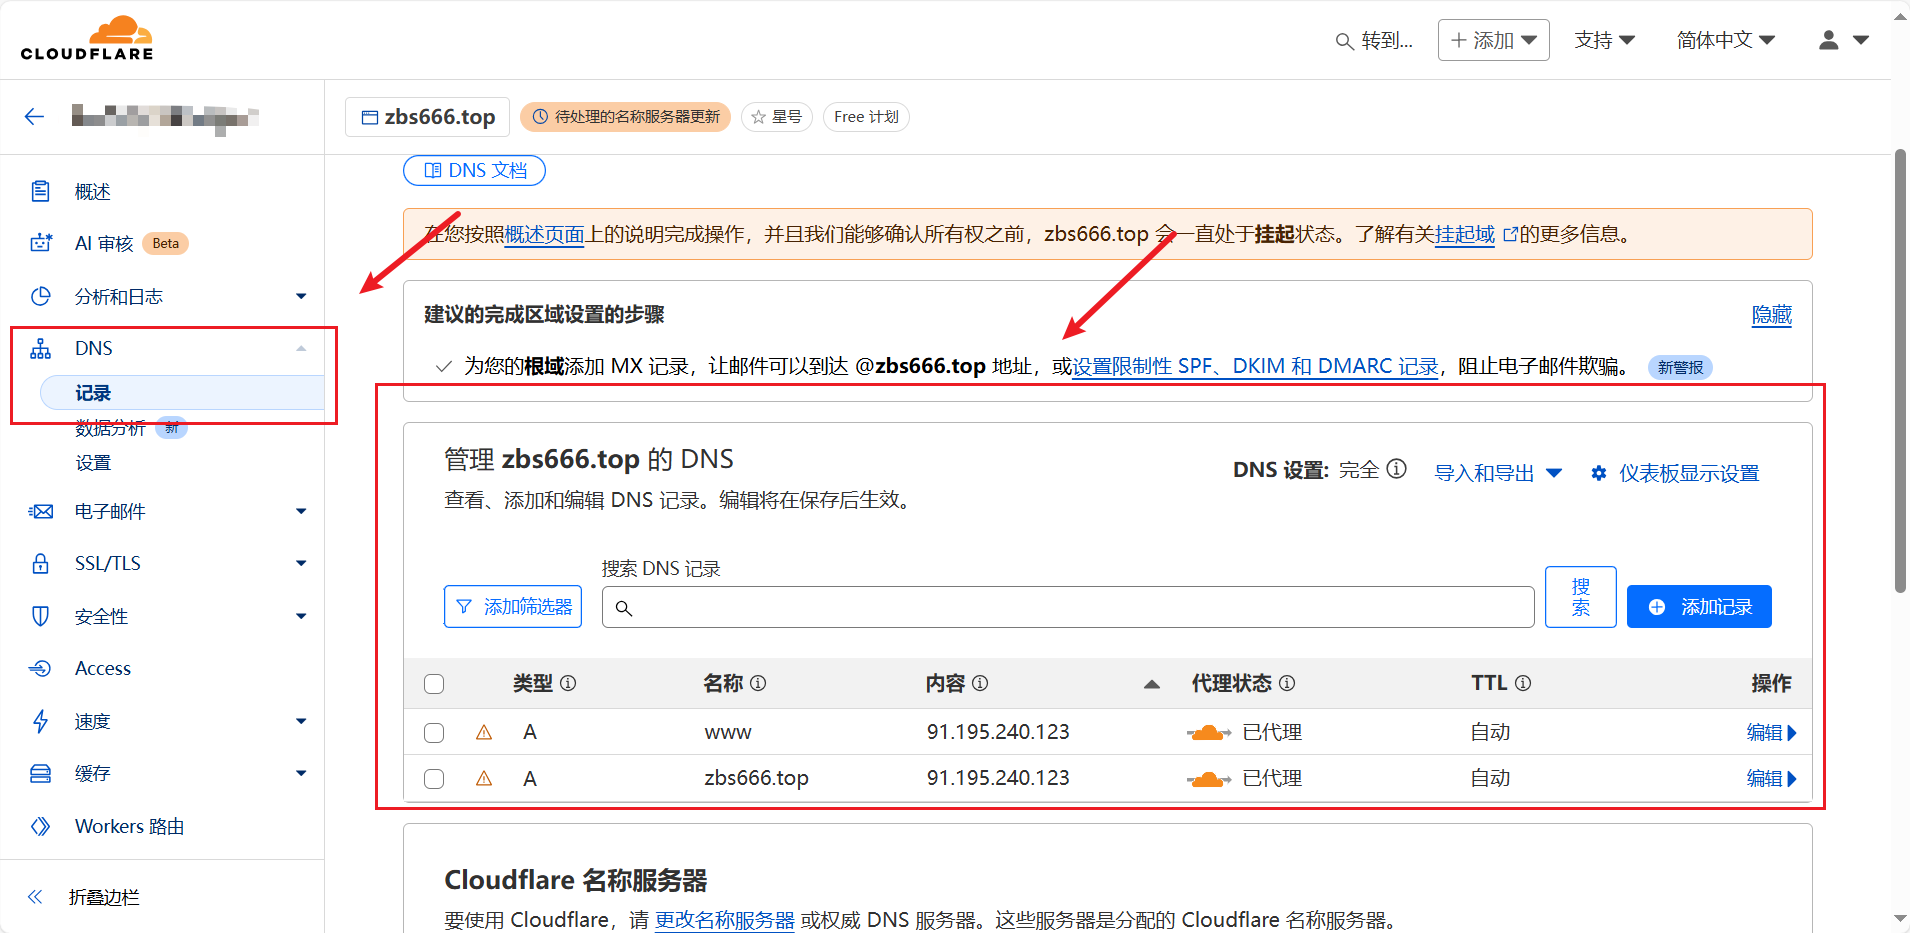 CLOUDFLARE
转到...
添加
支持
简体中文
zbs666.top
待处理的名称服务器更新
星号
Free 计划
概述
AI 审核 Beta
分析和日志
DNS
记录
数据分析 新
设置
电子邮件
SSL/TLS
安全性
Access
速度
缓存
Workers 路由
折叠边栏
DNS 文档
在您按照概述页面上的说明完成操作，并且我们能够确认所有权之前，zbs666.top 会一直处于挂起状态。了解有关挂起域的更多信息。
建议的完成区域设置的步骤
隐藏
为您的根域添加 MX 记录，让邮件可以到达 @zbs666.top 地址，或设置限制性 SPF、DKIM 和 DMARC 记录，阻止电子邮件欺骗。 新警报
管理 zbs666.top 的 DNS
查看、添加和编辑 DNS 记录。编辑将在保存后生效。
DNS 设置: 完全
导入和导出
仪表板显示设置
搜索 DNS 记录
添加筛选器
搜索
添加记录
类型 名称 内容 代理状态 TTL 操作
A www 91.195.240.123 已代理 自动 编辑
A zbs666.top 91.195.240.123 已代理 自动 编辑
Cloudflare 名称服务器
要使用 Cloudflare，请 更改名称服务器 或权威 DNS 服务器。这些服务器是分配的 Cloudflare 名称服务器。